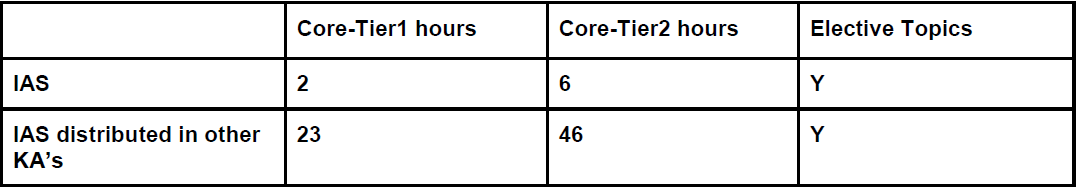 Core-Tier1 hours Core-Tier2 hours Elective Topics
IAS 2 6 Y
IAS distributed in other 23 46 Y
KA's